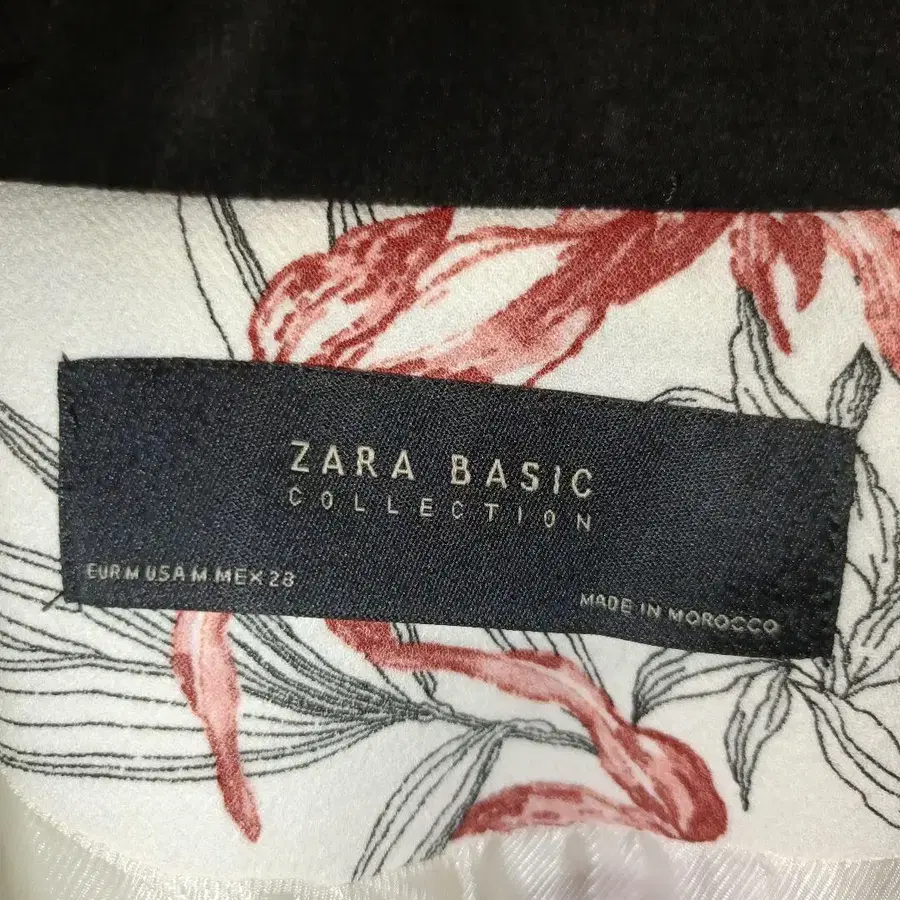 ZARA BASIC
COLLECTION
EUR M USA M MEX 28
MADE IN MOROCCO